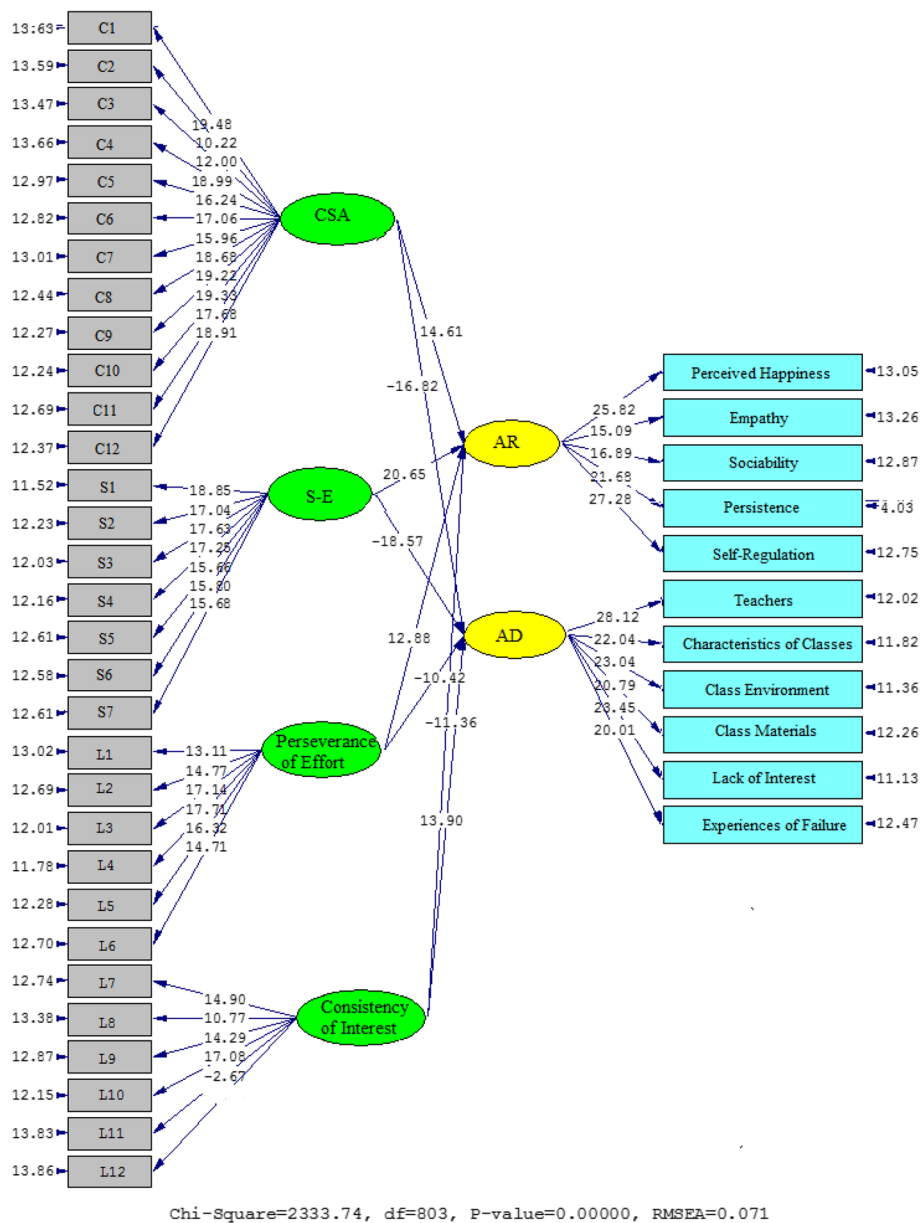 13.63 C1
13.59 C2
13.47 C3
13.66 C4
12.97 C5
12.82 C6
13.01 C7
12.44 C8
12.27 C9
12.24 C10
12.69 C11
12.37 C12
11.52 S1
12.23 S2
12.03 S3
12.16 S4
12.61 S5
12.58 S6
12.61 S7
13.02 L1
12.69 L2
12.01 L3
11.78 L4
12.28 L5
12.70 L6
12.74 L7
13.38 L8
12.87 L9
12.15 L10
13.83 L11
13.86 L12
19.48
10.22
12.00
18.99
16.24
17.06
15.96
18.68
19.22
19.33
17.68
18.91
18.85
17.04
17.63
17.25
15.66
15.80
15.68
13.11
14.77
17.14
17.71
16.32
14.71
14.90
10.77
14.29
17.08
-2.67
CSA
S-E
Perseverance
of Effort
Consistency
of Interest
14.61
-16.82
20.65
-18.57
12.88
-10.42
-11.36
13.90
AR
AD
25.82
15.09
16.89
21.68
27.28
28.12
22.04
23.04
20.79
23.45
20.01
Perceived Happiness 13.05
Empathy 13.26
Sociability 12.87
Persistence 4.03
Self-Regulation 12.75
Teachers 12.02
Characteristics of Classes 11.82
Class Environment 11.36
Class Materials 12.26
Lack of Interest 11.13
Experiences of Failure 12.47
Chi-Square=2333.74, df=803, P-value=0.00000, RMSEA=0.071